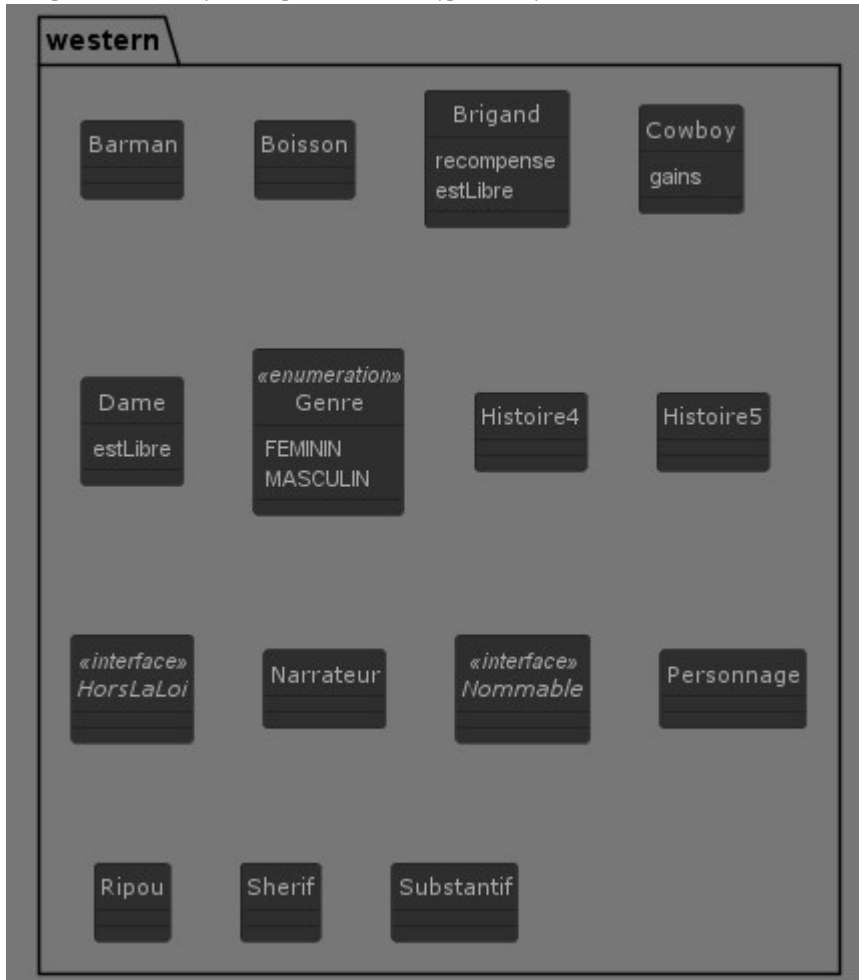 western
Barman
Boisson
Brigand
recompense
estLibre
Cowboy
gains
Dame
estLibre
«enumeration»
Genre
FEMININ
MASCULIN
Histoire4
Histoire5
«interface»
HorsLaLoi
Narrateur
«interface»
Nommable
Personnage
Ripou
Sherif
Substantif